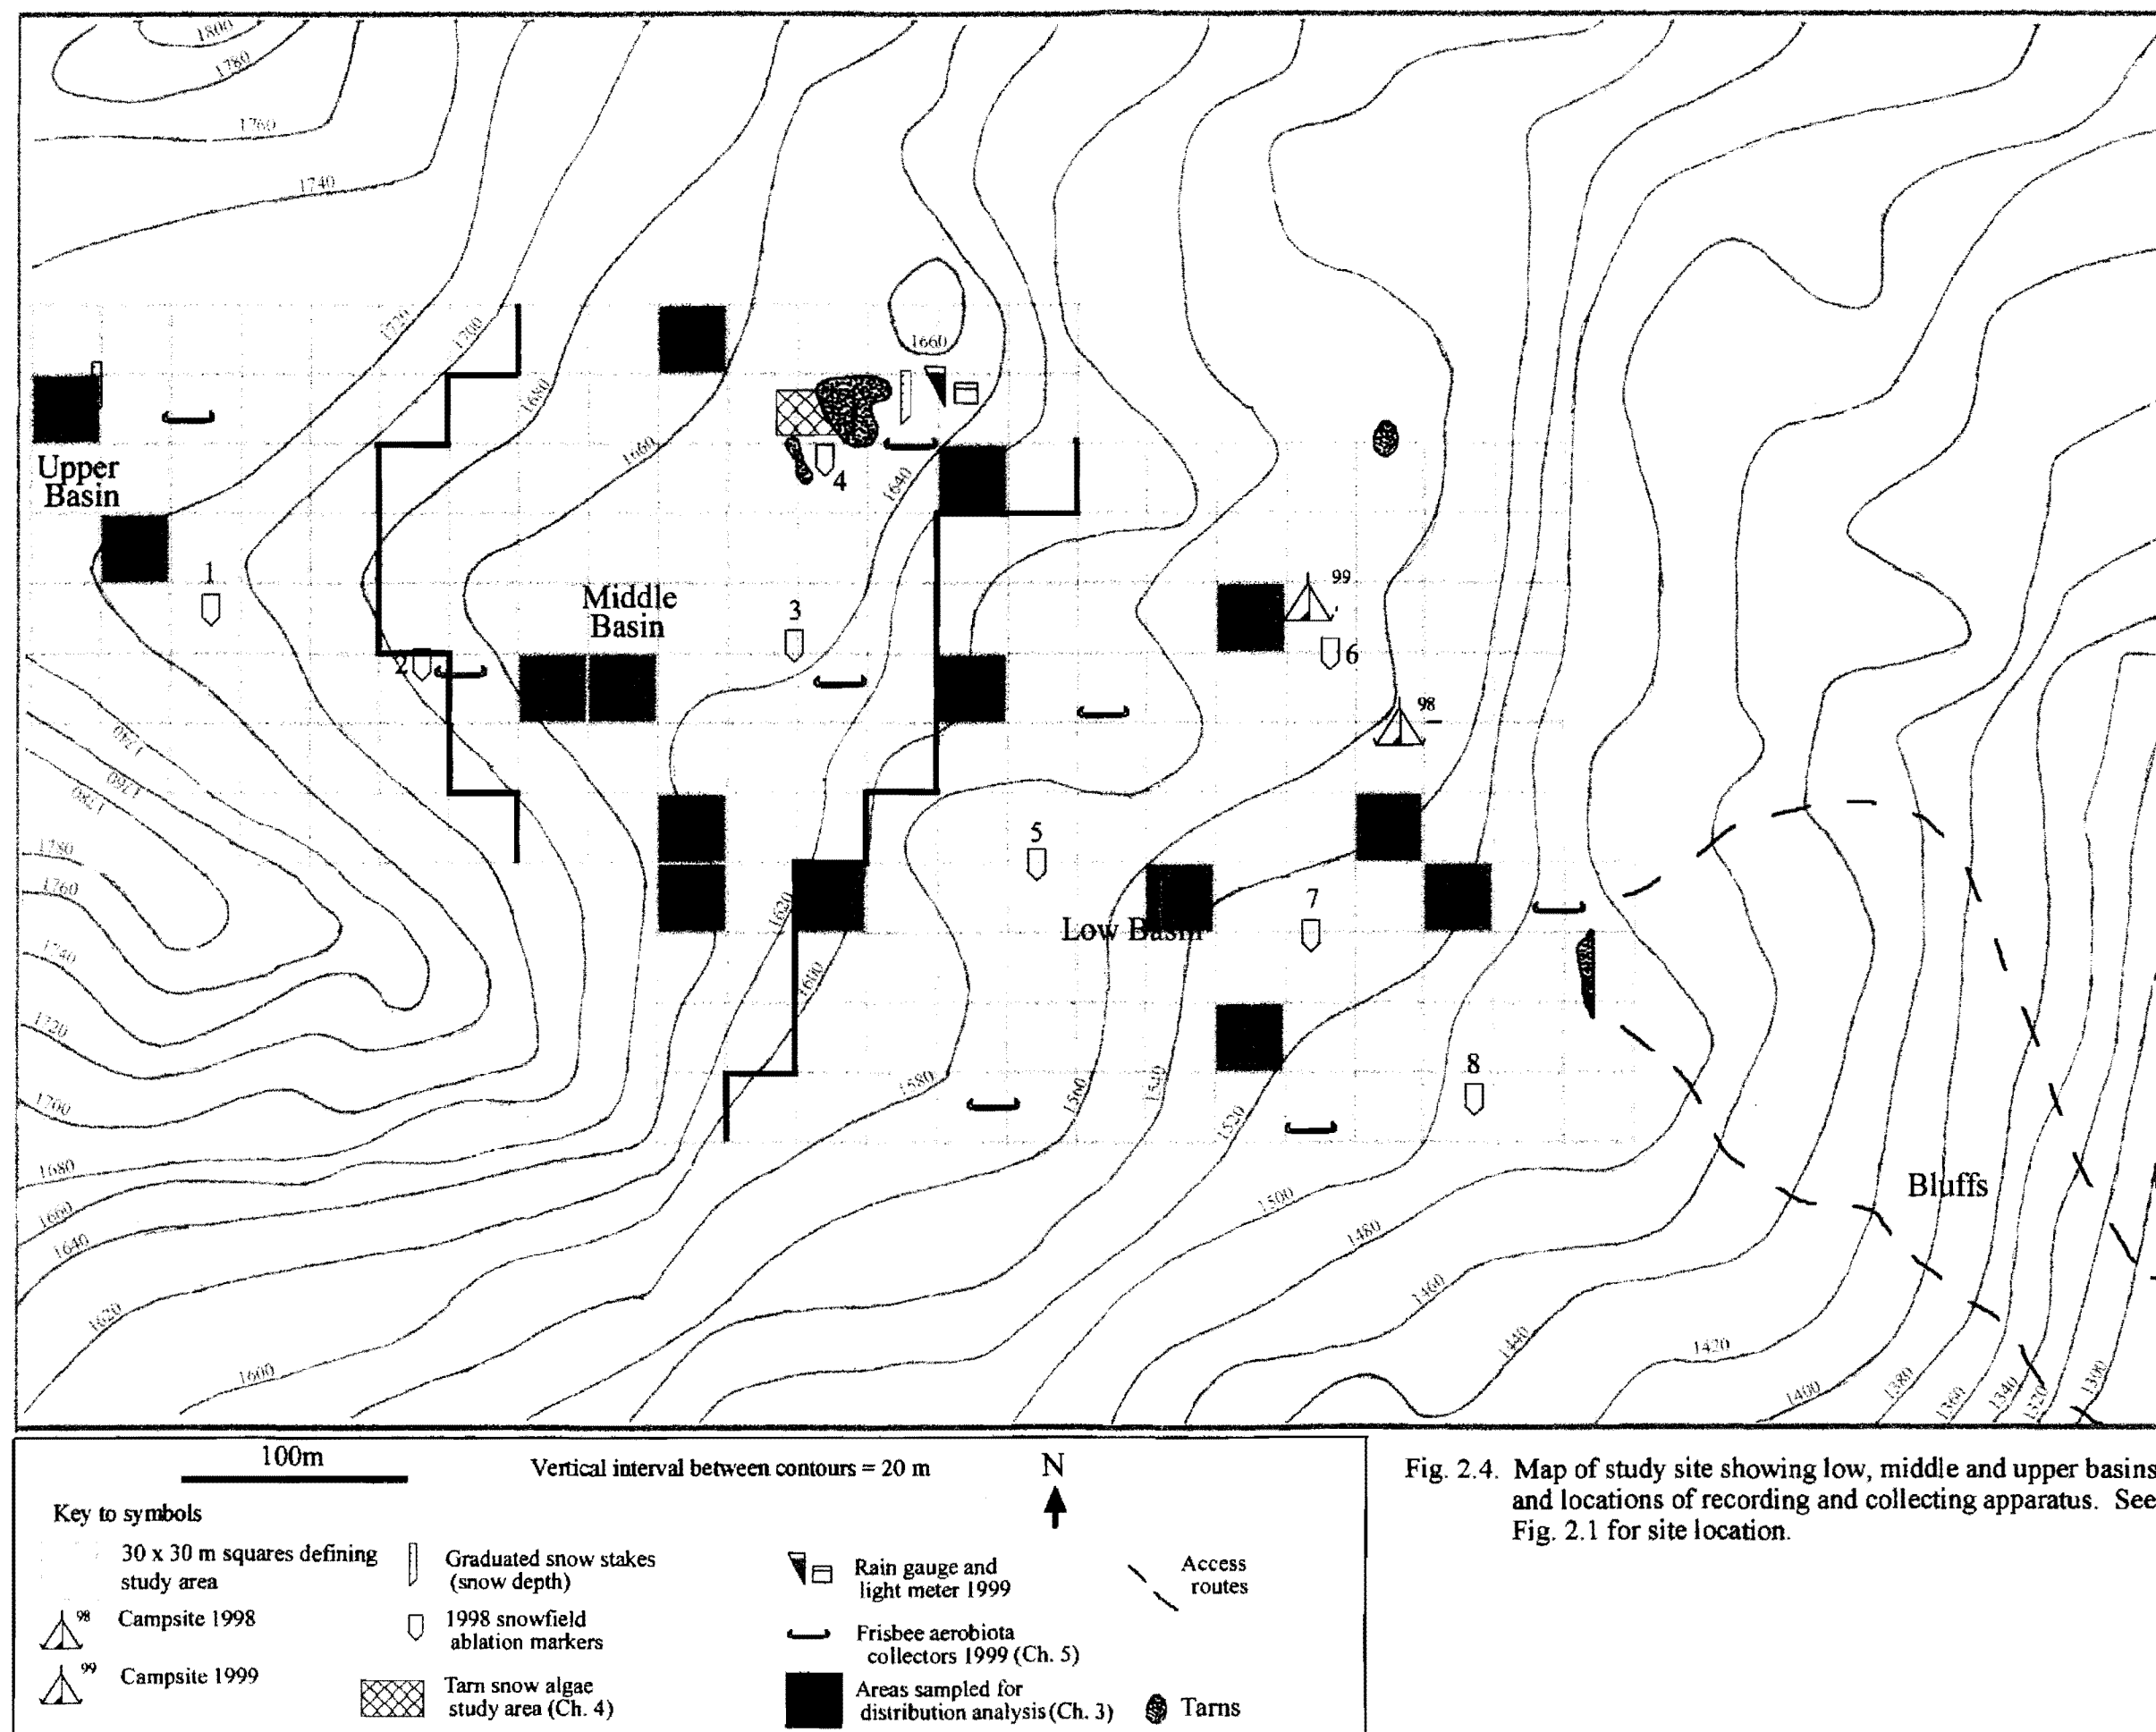 1800
1780
1760
1740
1720
1700
1680
1660
1660
1640
Upper
Basin
4
1
99
Middle
Basin
3
2
6
98
1740
1760
1780
5
1780
1760
7
1620
Low Basin
1740
1600
1720
8
1580
1560
1540
1700
1520
1680
Bluffs
1660
1500
1640
1480
1460
1620
1440
1420
1600
1400
1380
1360
1340
1320
1300
100m
Vertical interval between contours = 20 m
N
Key to symbols
30 x 30 m squares defining
study area
Graduated snow stakes
(snow depth)
Rain gauge and
light meter 1999
Access
routes
98
Campsite 1998
1998 snowfield
ablation markers
Frisbee aerobiota
collectors 1999 (Ch. 5)
99
Campsite 1999
Tarn snow algae
study area (Ch. 4)
Areas sampled for
distribution analysis (Ch. 3)
Tarns
Fig. 2.4. Map of study site showing low, middle and upper basins
and locations of recording and collecting apparatus. See
Fig. 2.1 for site location.